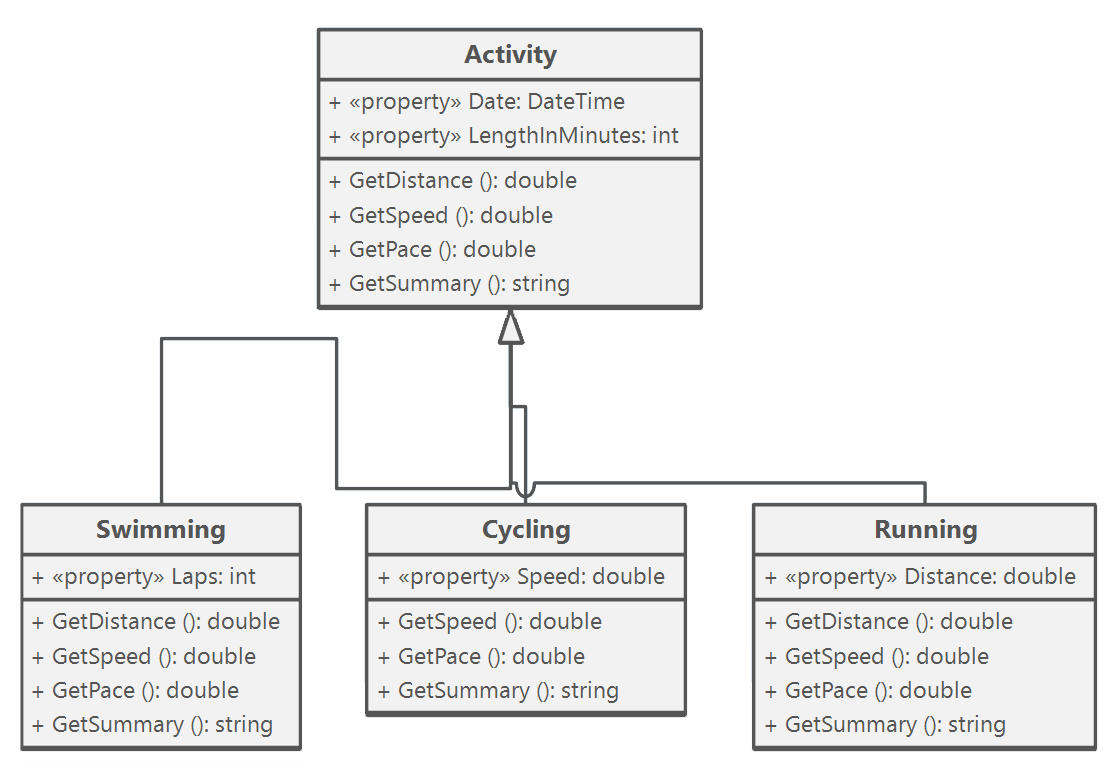 Activity
+ «property» Date: DateTime
+ «property» LengthInMinutes: int
+ GetDistance (): double
+ GetSpeed (): double
+ GetPace (): double
+ GetSummary (): string
Swimming
+ «property» Laps: int
+ GetDistance (): double
+ GetSpeed (): double
+ GetPace (): double
+ GetSummary (): string
Cycling
+ «property» Speed: double
+ GetSpeed (): double
+ GetPace (): double
+ GetSummary (): string
Running
+ «property» Distance: double
+ GetDistance (): double
+ GetSpeed (): double
+ GetPace (): double
+ GetSummary (): string